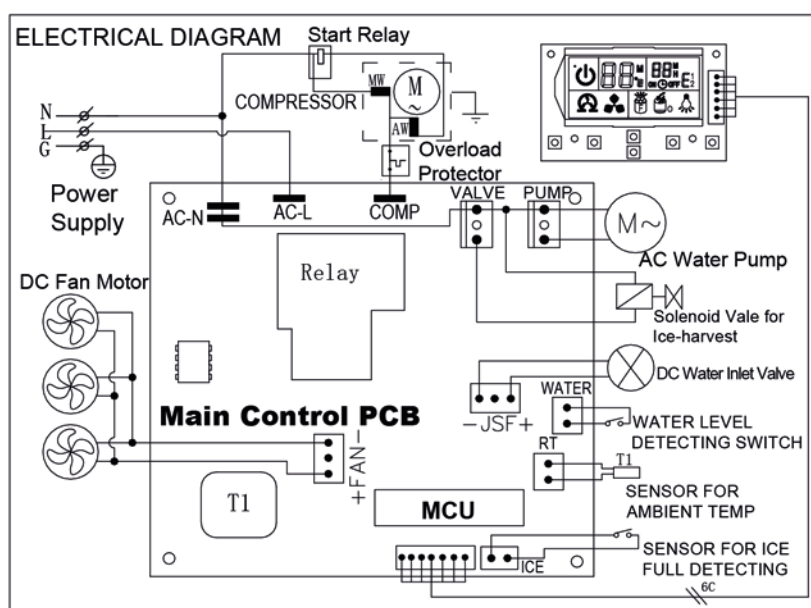 ELECTRICAL DIAGRAM
Start Relay
MW
M
~
COMPRESSOR
AW
N
L
G
Overload
Protector
Power
Supply
VALVE
PUMP
AC-N
AC-L
COMP
M~
AC Water Pump
Relay
DC Fan Motor
Solenoid Vale for
Ice-harvest
DC Water Inlet Valve
WATER
-JSF+
Main Control PCB
WATER LEVEL
DETECTING SWITCH
RT
T1
+FAN-
T1
SENSOR FOR
AMBIENT TEMP
MCU
ICE
SENSOR FOR ICE
FULL DETECTING
6C